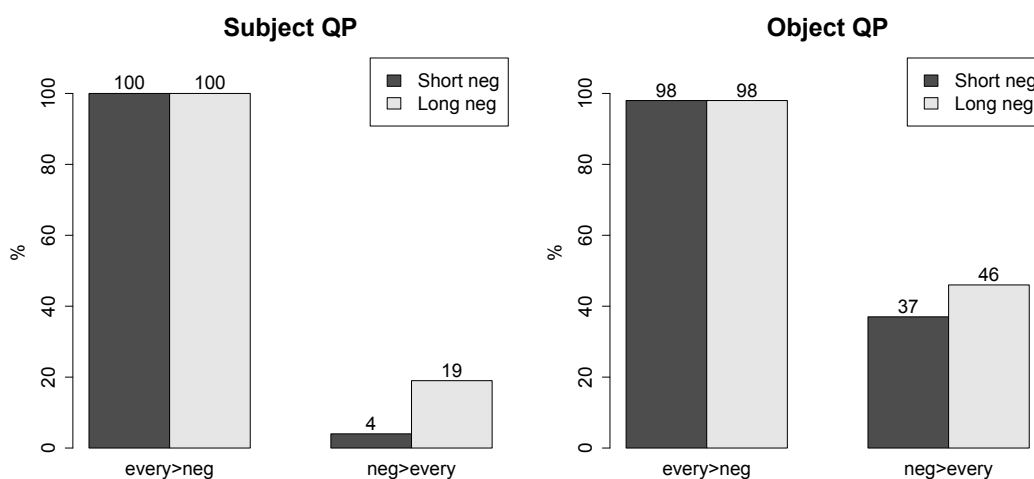 Subject QP
Short neg
Long neg
100 100
4
19
%
0
20
40
60
80
100
every>neg
neg>every
Object QP
Short neg
Long neg
98 98
37
46
%
0
20
40
60
80
100
every>neg
neg>every